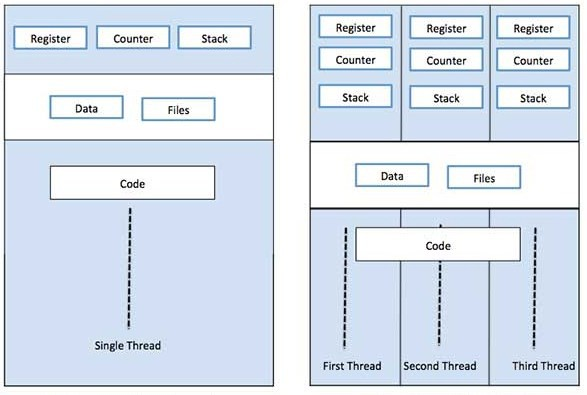 Register Counter Stack
Data Files
Code
Single Thread
Register Register Register
Counter Counter Counter
Stack Stack Stack
Data Files
Code
First Thread Second Thread Third Thread